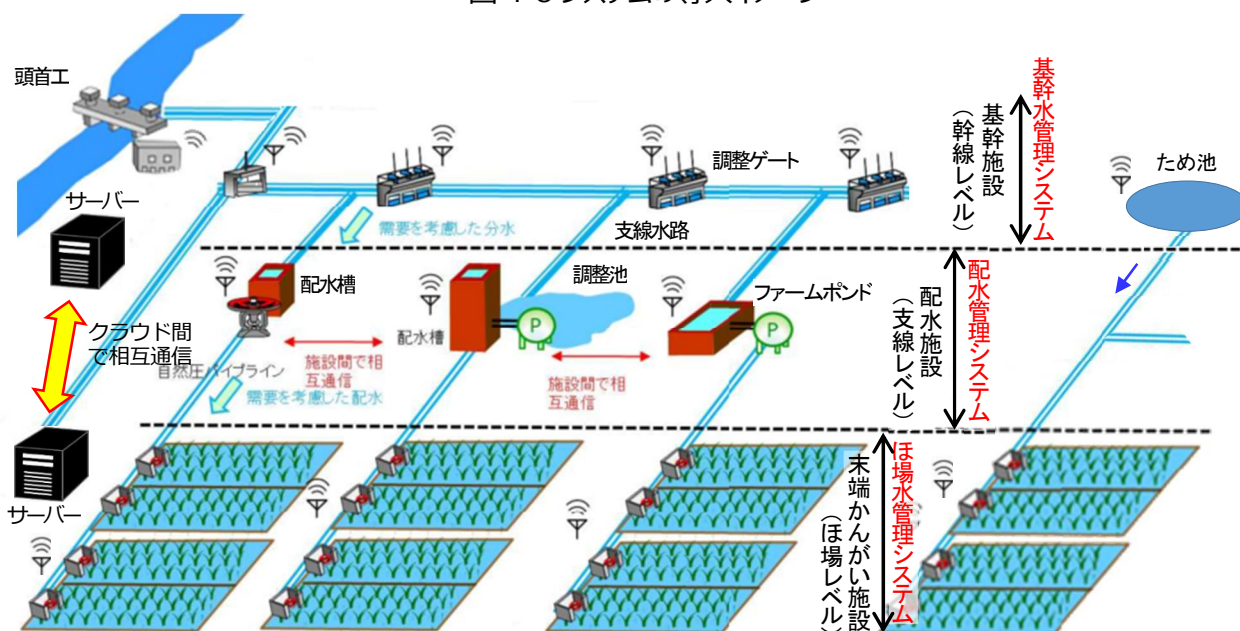 頭首工
サーバー
調整ゲート
ため池
基幹水管理システム
基幹施設
（幹線レベル）
需要を考慮した分水
支線水路
配水槽
調整池
ファームポンド
配水槽
P
P
クラウド間
で相互通信
施設間で相
互通信
施設間で相
互通信
自然圧パイプライン
需要を考慮した配水
配水管理システム
配水施設
（支線レベル）
サーバー
ほ場水管理システム
末端かんがい施設
（ほ場レベル）